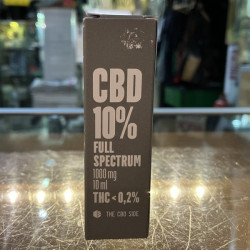 CBD
10%
FULL
SPECTRUM
1000 mg
10 ml
THC < 0,2%
THE CBD SIDE